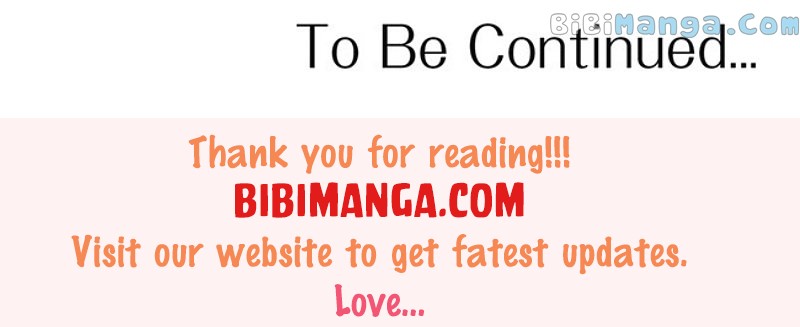 BiBiManga.Com
To Be Continued...
Thank you for reading!!!
BIBIMANGA.COM
Visit our website to get fatest updates.
Love...